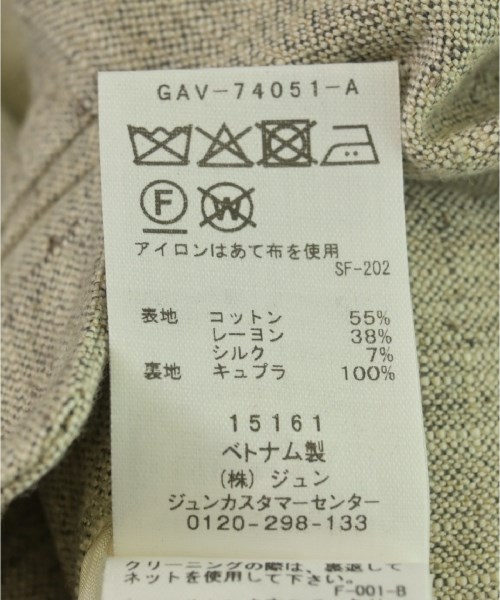 GAV-74051-A
F W
アイロンはあて布を使用
SF-202
表地 コットン 55%
レーヨン 38%
シルク 7%
裏地 キュプラ 100%
15161
ベトナム製
(株) ジュン
ジュンカスタマーセンター
0120-298-133
クリーニングの際は、裏返して
ネットを使用して下さい。
F-001-B